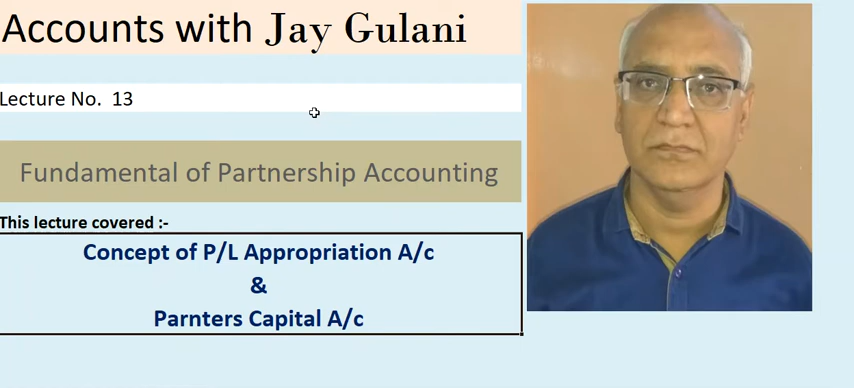 Accounts with Jay Gulani
Lecture No. 13
Fundamental of Partnership Accounting
This lecture covered :-
Concept of P/L Appropriation A/c
&
Parnters Capital A/c